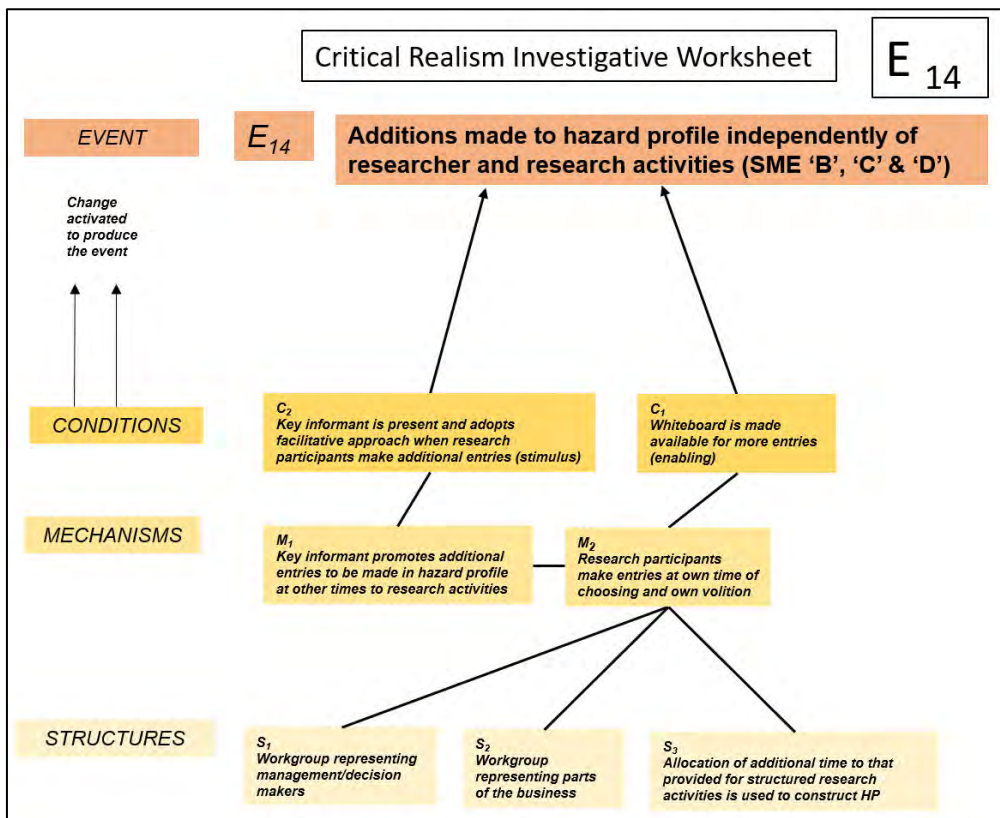 Critical Realism Investigative Worksheet
E 14
EVENT
E14
Additions made to hazard profile independently of
researcher and research activities (SME ‘B’, ‘C’ & ‘D’)
Change
activated
to produce
the event
CONDITIONS
C2
Key informant is present and adopts
facilitative approach when research
participants make additional entries (stimulus)
C1
Whiteboard is made
available for more entries
(enabling)
MECHANISMS
M1
Key informant promotes additional
entries to be made in hazard profile
at other times to research activities
M2
Research participants
make entries at own time of
choosing and own volition
STRUCTURES
S1
Workgroup representing
management/decision
makers
S2
Workgroup
representing parts
of the business
S3
Allocation of additional time to that
provided for structured research
activities is used to construct HP